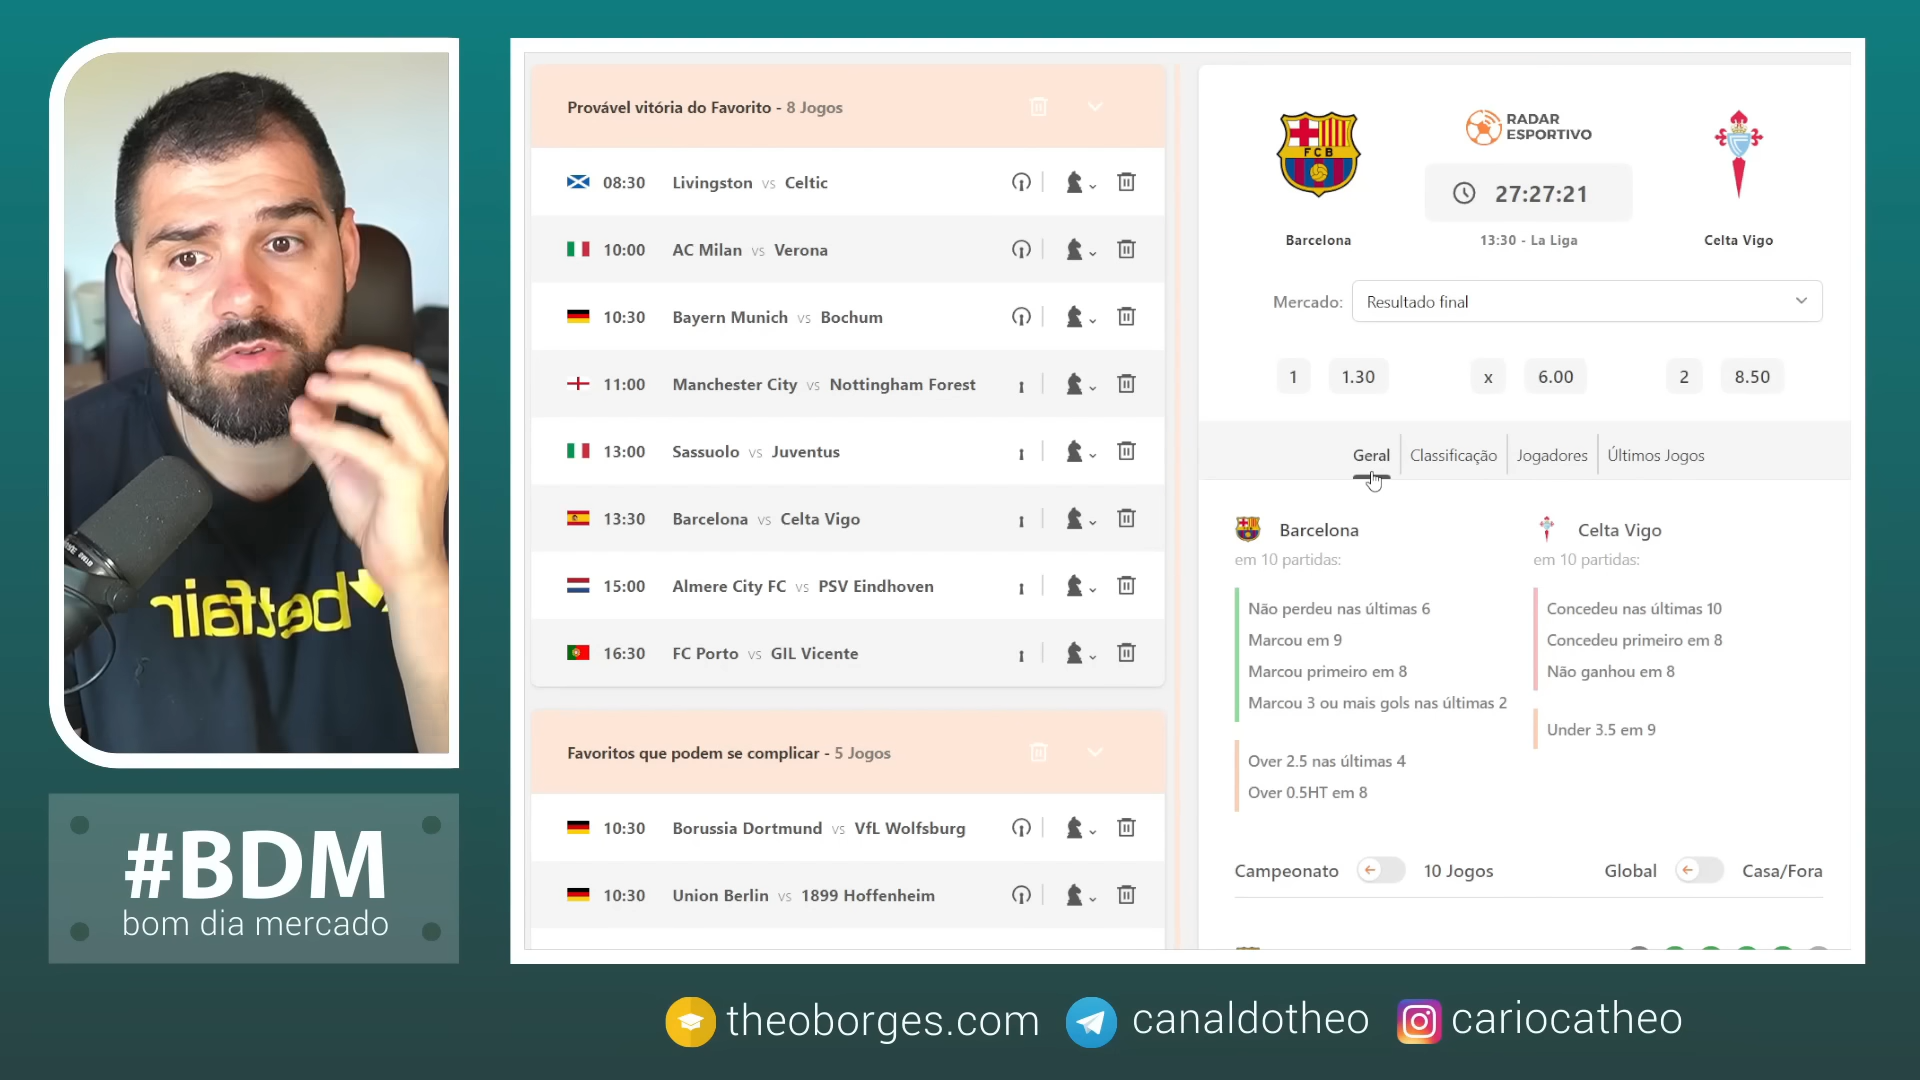 betfair
#BDM
bom dia mercado
Provável vitória do Favorito - 8 Jogos
08:30 Livingston vs Celtic
10:00 AC Milan vs Verona
10:30 Bayern Munich vs Bochum
11:00 Manchester City vs Nottingham Forest
13:00 Sassuolo vs Juventus
13:30 Barcelona vs Celta Vigo
15:00 Almere City FC vs PSV Eindhoven
16:30 FC Porto vs GIL Vicente
Favoritos que podem se complicar - 5 Jogos
10:30 Borussia Dortmund vs VfL Wolfsburg
10:30 Union Berlin vs 1899 Hoffenheim
FCB
RADAR
ESPORTIVO
27:27:21
Barcelona
13:30 - La Liga
Celta Vigo
Mercado: Resultado final
1 1.30 x 6.00 2 8.50
Geral Classificação Jogadores Últimos Jogos
Barcelona
em 10 partidas:
Não perdeu nas últimas 6
Marcou em 9
Marcou primeiro em 8
Marcou 3 ou mais gols nas últimas 2
Over 2.5 nas últimas 4
Over 0.5HT em 8
Celta Vigo
em 10 partidas:
Concedeu nas últimas 10
Concedeu primeiro em 8
Não ganhou em 8
Under 3.5 em 9
Campeonato 10 Jogos Global Casa/Fora
theoborges.com canaldotheo cariocatheo